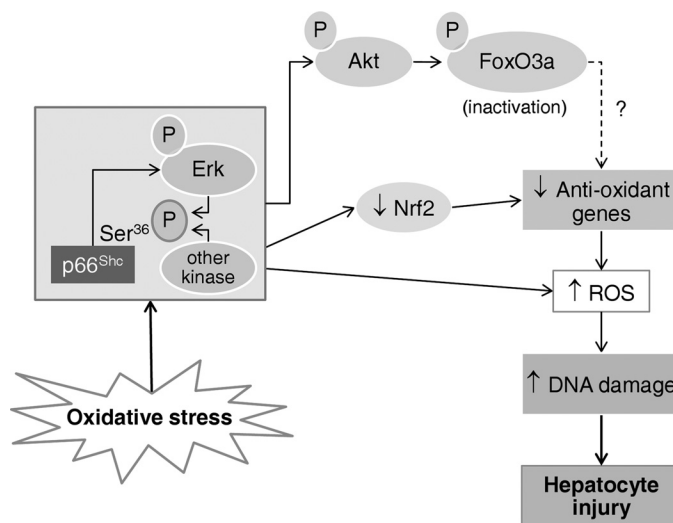 P
Akt
P
FoxO3a
(inactivation)
?
P
Erk
Ser³⁶
P
p66ˢʰᶜ
other
kinase
↓ Nrf2
↓ Anti-oxidant
genes
↑ ROS
↑ DNA damage
Oxidative stress
Hepatocyte
injury